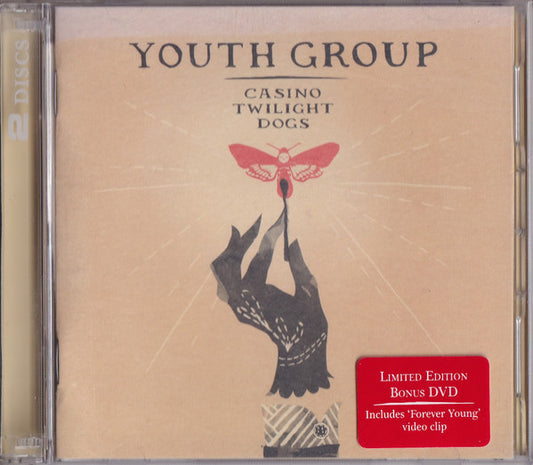 2 DISCS
YOUTH GROUP
CASINO
TWILIGHT
DOGS
LIMITED EDITION
BONUS DVD
Includes ‘Forever Young’
video clip